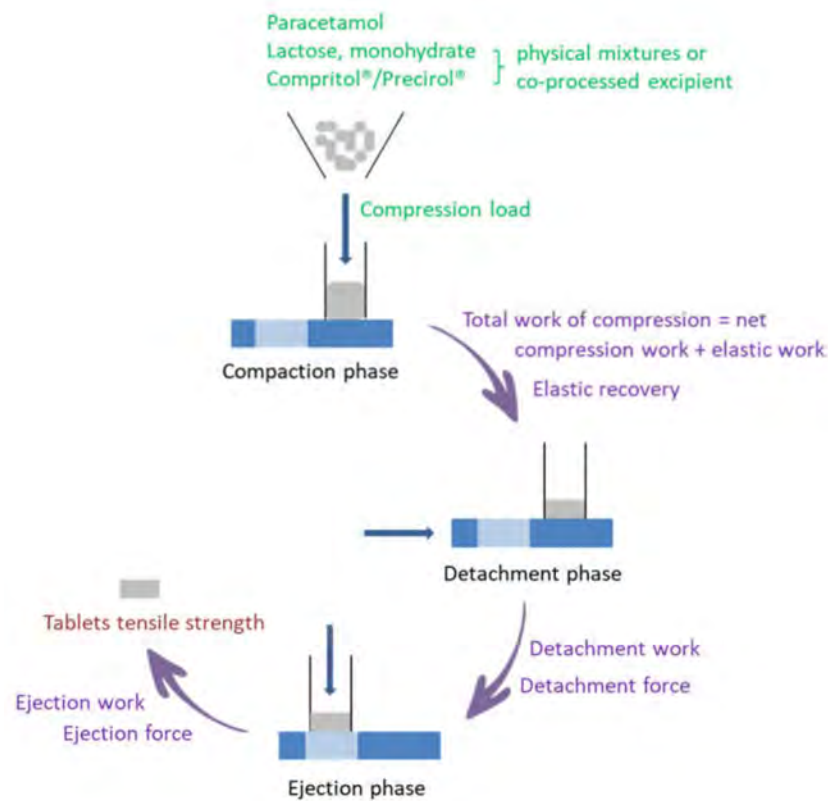 Paracetamol
Lactose, monohydrate
Compritol®/Precirol®
physical mixtures or
co-processed excipient
Compression load
Compaction phase
Total work of compression = net
compression work + elastic work
Elastic recovery
Detachment phase
Detachment work
Detachment force
Tablets tensile strength
Ejection work
Ejection force
Ejection phase